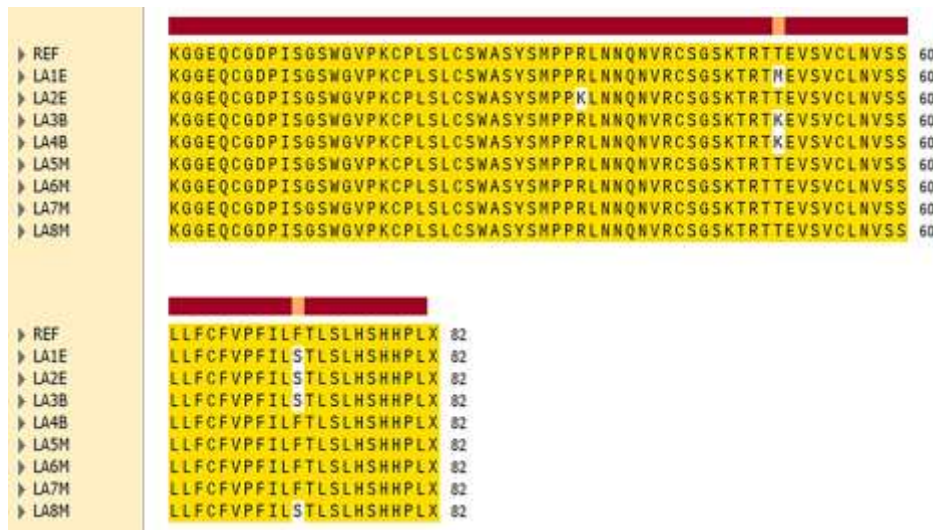 REF KGGEQCGDPISGSWGVPKCPLSLCSWASYSMPPRLNNQNVRCSGSKTRTTEVSVCLNVSS 60
LA1E KGGEQCGDPISGSWGVPKCPLSLCSWASYSMPPRLNNQNVRCSGSKTRTMEVSVCLNVSS 60
LA2E KGGEQCGDPISGSWGVPKCPLSLCSWASYSMPPKLNNQNVRCSGSKTRTTEVSVCLNVSS 60
LA3B KGGEQCGDPISGSWGVPKCPLSLCSWASYSMPPRLNNQNVRCSGSKTRTKEVSVCLNVSS 60
LA4B KGGEQCGDPISGSWGVPKCPLSLCSWASYSMPPRLNNQNVRCSGSKTRTKEVSVCLNVSS 60
LA5M KGGEQCGDPISGSWGVPKCPLSLCSWASYSMPPRLNNQNVRCSGSKTRTTEVSVCLNVSS 60
LA6M KGGEQCGDPISGSWGVPKCPLSLCSWASYSMPPRLNNQNVRCSGSKTRTTEVSVCLNVSS 60
LA7M KGGEQCGDPISGSWGVPKCPLSLCSWASYSMPPRLNNQNVRCSGSKTRTTEVSVCLNVSS 60
LA8M KGGEQCGDPISGSWGVPKCPLSLCSWASYSMPPRLNNQNVRCSGSKTRTTEVSVCLNVSS 60
REF LLFCFVPFILFTLSLHSHHPLX 82
LA1E LLFCFVPFILSTLSLHSHHPLX 82
LA2E LLFCFVPFILSTLSLHSHHPLX 82
LA3B LLFCFVPFILSTLSLHSHHPLX 82
LA4B LLFCFVPFILFTLSLHSHHPLX 82
LA5M LLFCFVPFILFTLSLHSHHPLX 82
LA6M LLFCFVPFILFTLSLHSHHPLX 82
LA7M LLFCFVPFILFTLSLHSHHPLX 82
LA8M LLFCFVPFILSTLSLHSHHPLX 82